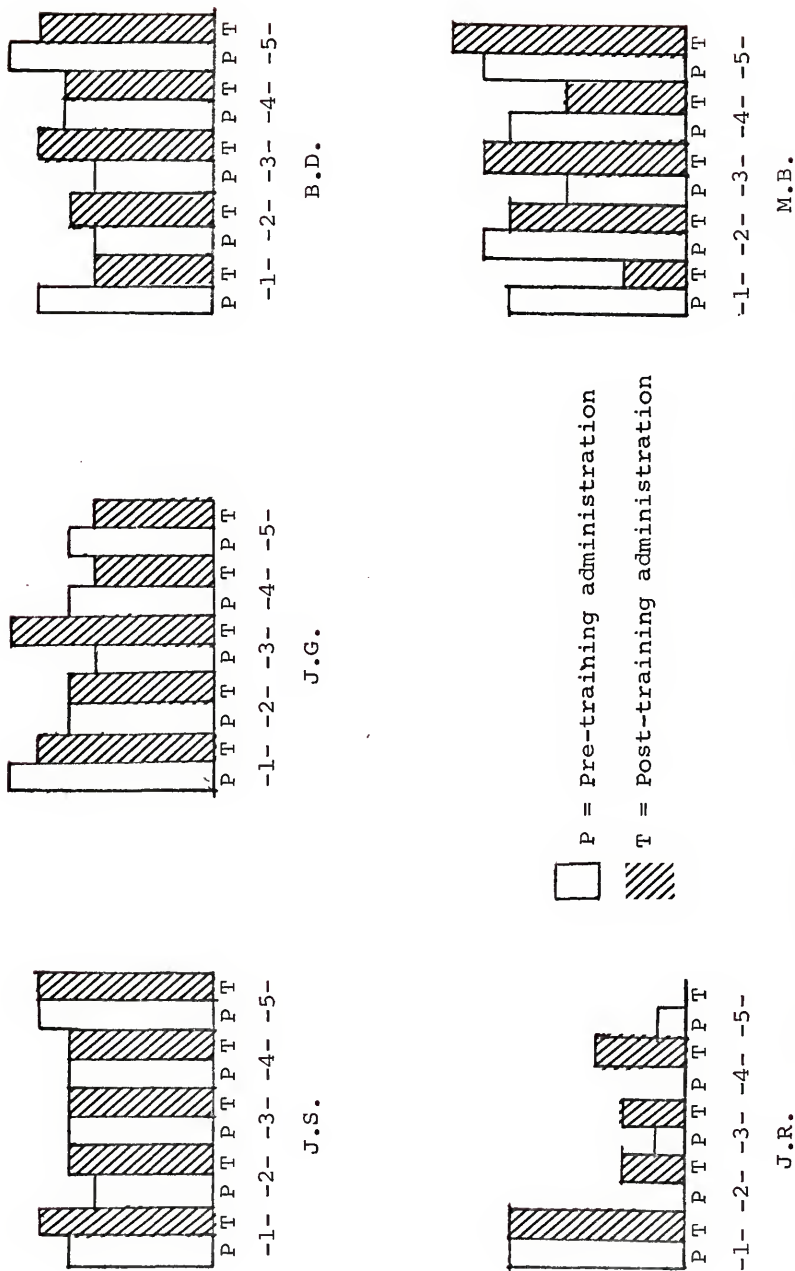 P T P T P T P T P T
-1- -2- -3- -4- -5-
J.S.
P T P T P T P T P T
-1- -2- -3- -4- -5-
J.G.
P T P T P T P T P T
-1- -2- -3- -4- -5-
B.D.
P T P T P T P T P T
-1- -2- -3- -4- -5-
J.R.
P = Pre-traihing administration
T = Post-training administration
P T P T P T P T P T
-1- -2- -3- -4- -5-
M.B.